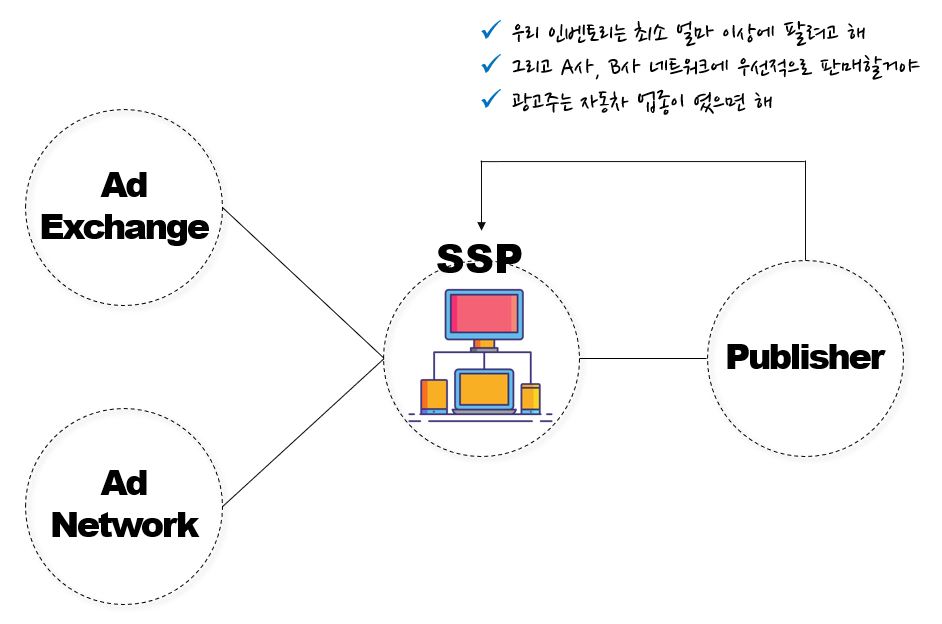 우리 인벤토리는 최소 얼마 이상에 팔려고 해
그리고 A사, B사 네트워크에 우선적으로 판매할거야
광고주는 자동차 업종이 였으면 해
Ad
Exchange
SSP
Publisher
Ad
Network